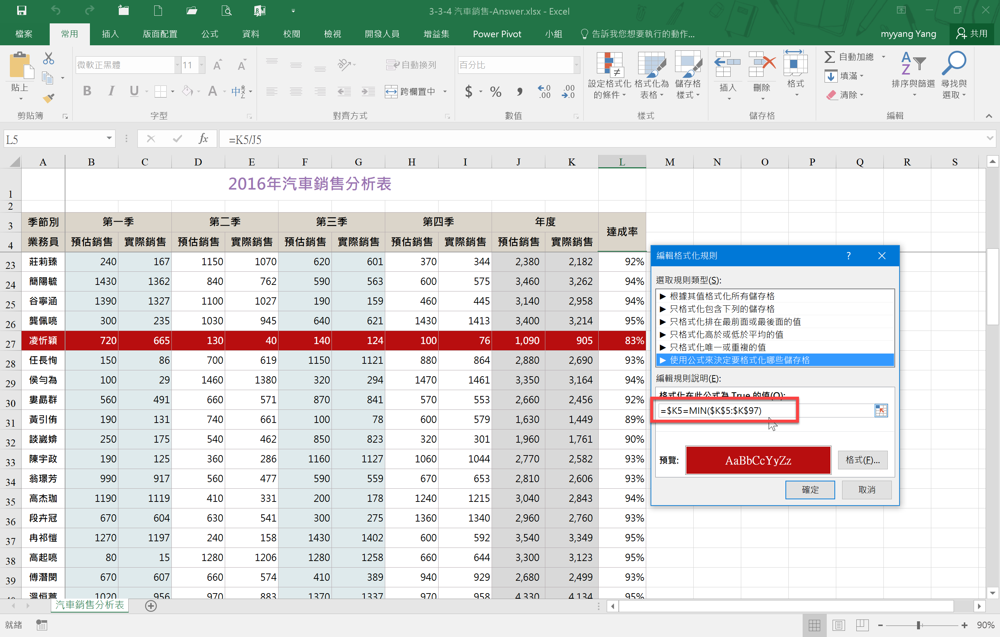 3-3-4 汽車銷售-Answer.xlsx - Excel
檔案 常用 插入 版面配置 公式 資料 校閱 檢視 開發人員 增益集 Power Pivot 小組 告訴我您想要執行的動作... myyang Yang 共用
微軟正黑體 11 自動換列 百分比 自動加總
貼上 B I U A 跨欄置中 $ % 設定格式化的條件 格式化為表格 儲存格樣式 插入 刪除 格式 填滿 排序與篩選 尋找與選取
清除
剪貼簿 字型 對齊方式 數值 樣式 儲存格 編輯
L5 fx =K5/J5
A B C D E F G H I J K L M N O P Q R S
1 2016年汽車銷售分析表
2
3 季節別 第一季 第二季 第三季 第四季 年度 達成率
4 業務員 預估銷售 實際銷售 預估銷售 實際銷售 預估銷售 實際銷售 預估銷售 實際銷售 預估銷售 實際銷售
23 莊莉臻 240 167 1150 1070 620 601 370 344 2,380 2,182 92%
24 簡陽毓 1430 1362 840 762 590 563 600 575 3,460 3,262 94%
25 谷寧涵 1390 1327 1100 1027 190 159 460 445 3,140 2,958 94%
26 龔佩喨 300 235 1030 945 640 621 1430 1413 3,400 3,214 95%
27 凌忻穎 720 665 130 40 140 124 100 76 1,090 905 83%
28 任長恂 150 86 700 619 1150 1121 880 864 2,880 2,690 93%
29 侯勻為 100 29 1460 1380 320 294 1470 1461 3,350 3,164 94%
30 婁勗群 560 491 660 571 870 841 570 553 2,660 2,456 92%
31 黃引侑 190 131 740 661 100 78 600 579 1,630 1,449 89%
32 談崴媕 250 175 540 462 850 823 320 301 1,960 1,761 90%
33 陳宇政 190 125 360 286 1160 1127 1060 1044 2,770 2,582 93%
34 翁璟芳 990 917 560 477 590 559 670 653 2,810 2,606 93%
35 高杰珈 1190 1119 410 331 200 178 1240 1215 3,040 2,843 94%
36 段卉冠 670 604 630 541 300 275 1360 1340 2,960 2,760 93%
37 冉祁愷 1270 1197 240 158 1430 1402 600 592 3,540 3,349 95%
38 高起喨 80 15 1280 1206 1280 1258 660 644 3,300 3,123 95%
39 傅潛閔 670 607 660 574 410 389 940 929 2,680 2,499 93%
1020 956 970 883 1370 1337 970 958 4,330 4,134 95%
編輯格式化規則 ?
選取規則類型(S):
► 根據其值格式化所有儲存格
► 只格式化包含下列的儲存格
► 只格式化排在最前面或最後面的值
► 只格式化高於或低於平均的值
► 只格式化唯一或重複的值
► 使用公式來決定要格式化哪些儲存格
編輯規則說明(E):
格式化在此公式為 True 的值(O):
=$K5=MIN($K$5:$K$97)
預覽: AaBbCcYyZz 格式(F)...
確定 取消
汽車銷售分析表
就緒 90%